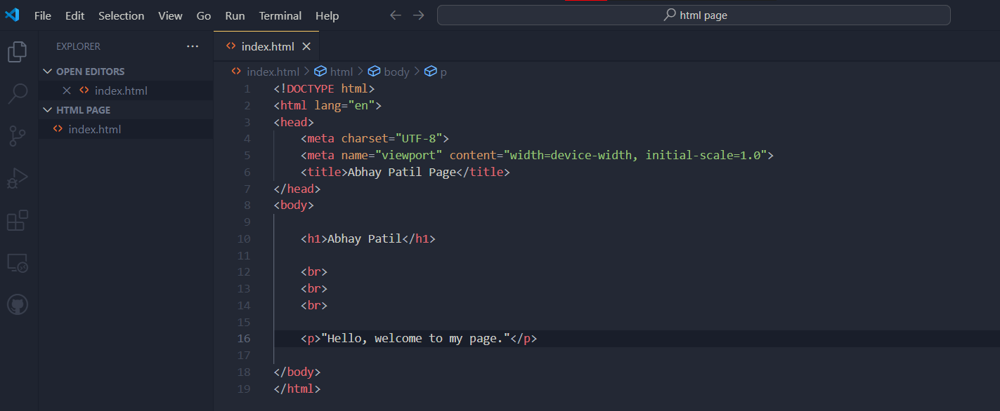 File Edit Selection View Go Run Terminal Help
html page
EXPLORER
OPEN EDITORS
index.html
HTML PAGE
index.html
index.html
index.html html body p
1 <!DOCTYPE html>
2 <html lang="en">
3 <head>
4     <meta charset="UTF-8">
5     <meta name="viewport" content="width=device-width, initial-scale=1.0">
6     <title>Abhay Patil Page</title>
7 </head>
8 <body>
9
10     <h1>Abhay Patil</h1>
11
12     <br>
13     <br>
14     <br>
15
16     <p>"Hello, welcome to my page."</p>
17
18 </body>
19 </html>